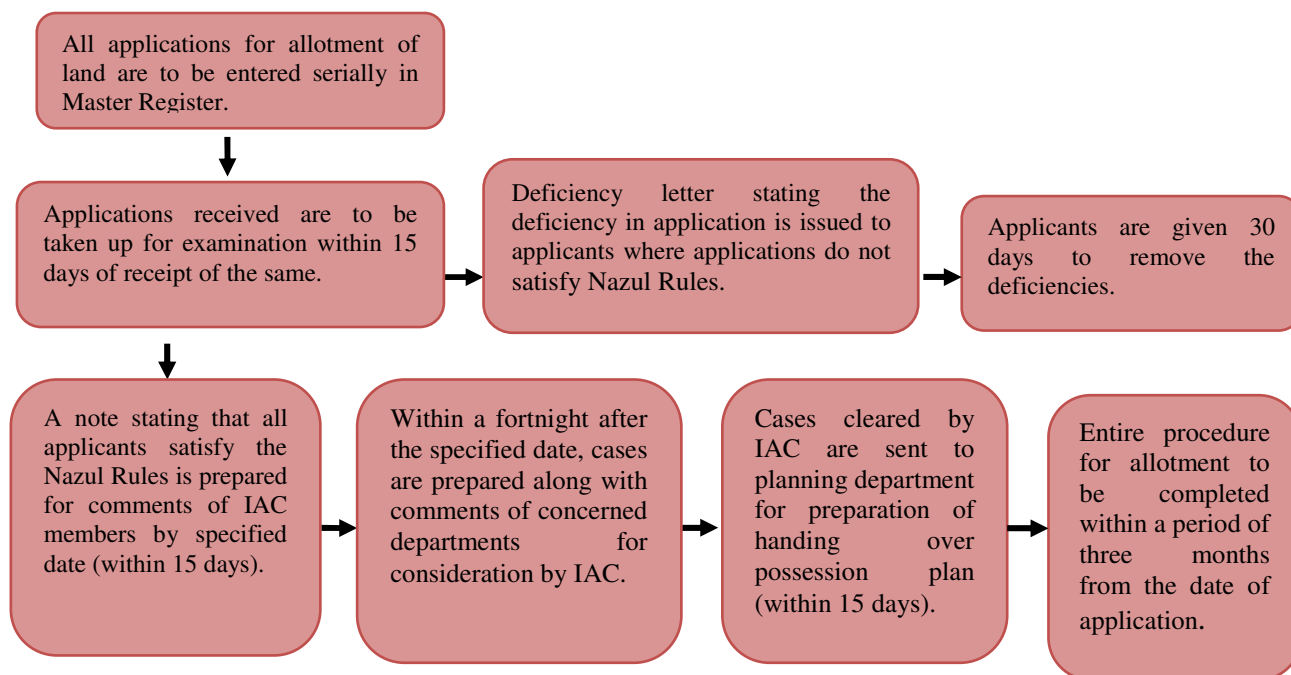 All applications for allotment of
land are to be entered serially in
Master Register.
Applications received are to be
taken up for examination within 15
days of receipt of the same.
Deficiency letter stating the
deficiency in application is issued to
applicants where applications do not
satisfy Nazul Rules.
Applicants are given 30
days to remove the
deficiencies.
A note stating that all
applicants satisfy the
Nazul Rules is prepared
for comments of IAC
members by specified
date (within 15 days).
Within a fortnight after
the specified date, cases
are prepared along with
comments of concerned
departments for
consideration by IAC.
Cases cleared by
IAC are sent to
planning department
for preparation of
handing over
possession plan
(within 15 days).
Entire procedure
for allotment to
be completed
within a period of
three months
from the date of
application.